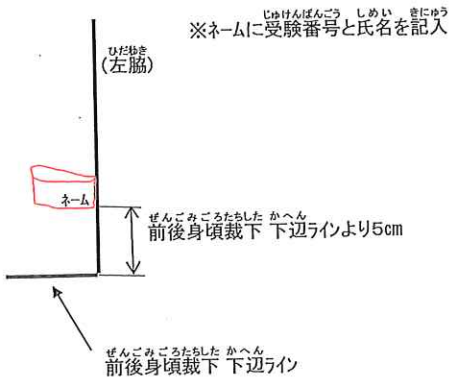 ※ネームに受験番号と氏名を記入
じゅけんばんごう しめい きにゅう
ひだわき
(左脇)
ネーム
ぜんごみごろたちした かへん
前後身頃裁下 下辺ラインより5cm
ぜんごみごろたちした かへん
前後身頃裁下 下辺ライン